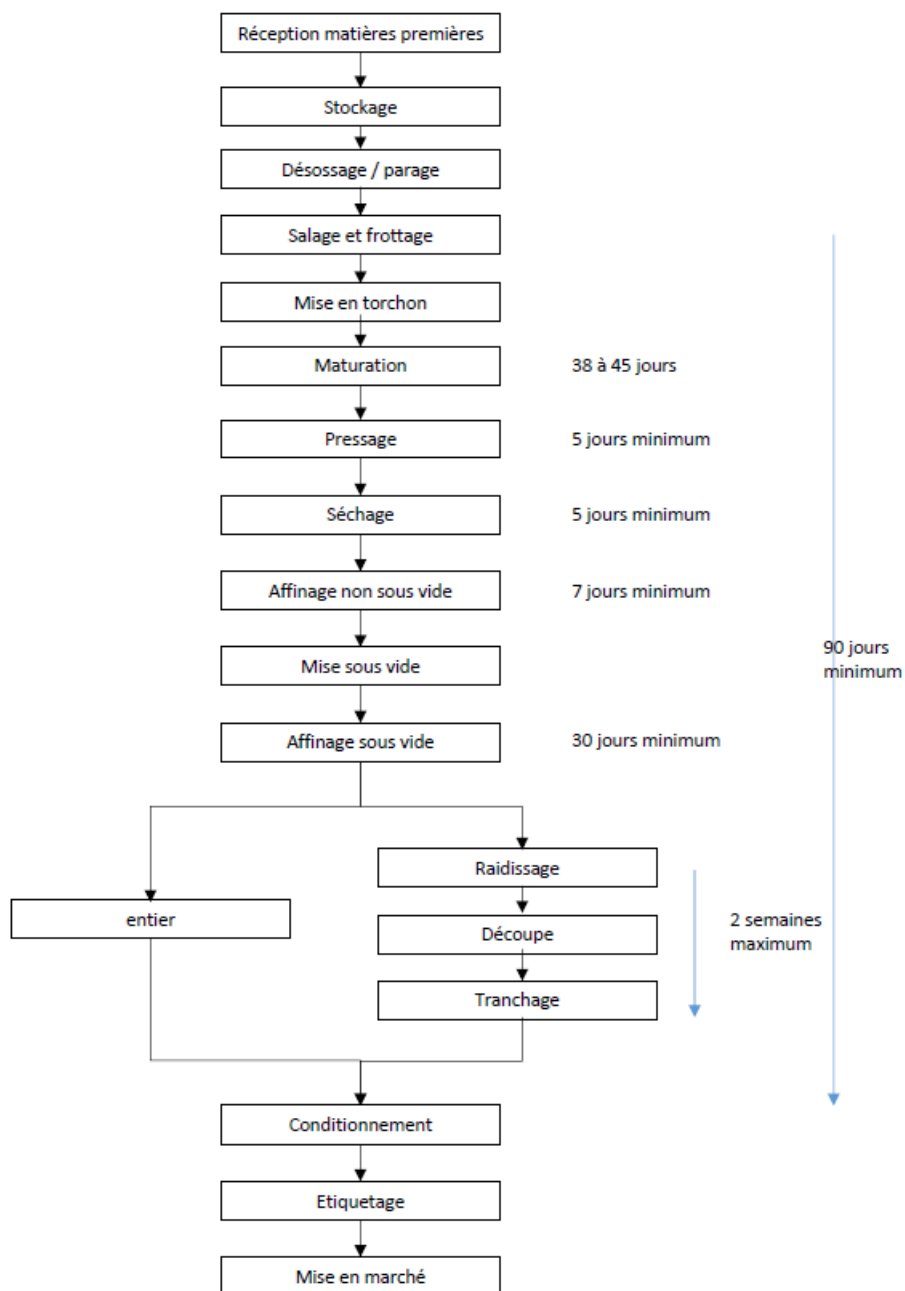 Réception matières premières
Stockage
Désossage / parage
Salage et frottage
Mise en torchon
Maturation
38 à 45 jours
Pressage
5 jours minimum
Séchage
5 jours minimum
Affinage non sous vide
7 jours minimum
90 jours
minimum
Mise sous vide
Affinage sous vide
30 jours minimum
entier
Raidissage
Découpe
Tranchage
2 semaines
maximum
Conditionnement
Etiquetage
Mise en marché